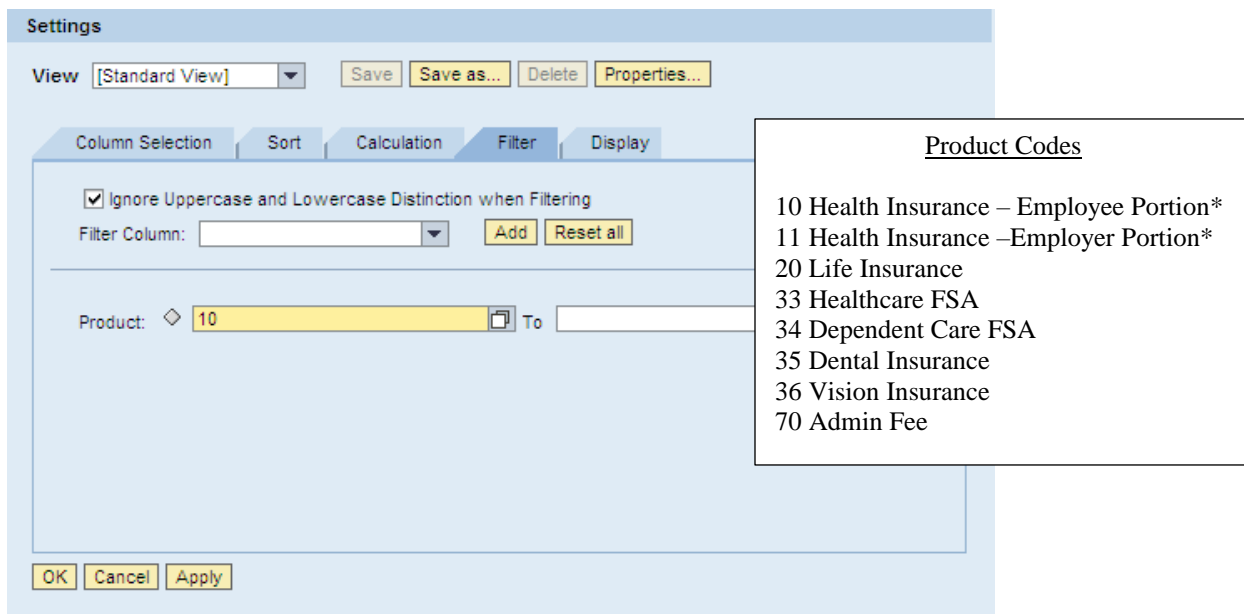 Settings
View [Standard View] Save Save as... Delete Properties...
Column Selection Sort Calculation Filter Display
Ignore Uppercase and Lowercase Distinction when Filtering
Filter Column: Add Reset all
Product: 10 To
OK Cancel Apply
Product Codes
10 Health Insurance – Employee Portion*
11 Health Insurance –Employer Portion*
20 Life Insurance
33 Healthcare FSA
34 Dependent Care FSA
35 Dental Insurance
36 Vision Insurance
70 Admin Fee